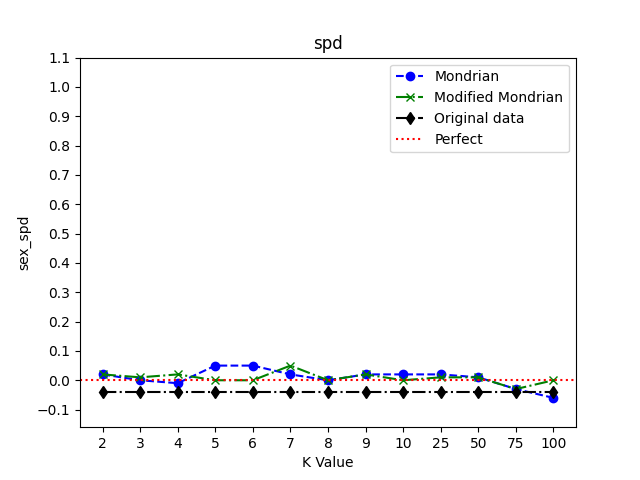 spd
1.1
1.0
0.9
0.8
0.7
0.6
0.5
0.4
0.3
0.2
0.1
0.0
−0.1
sex_spd
Mondrian
Modified Mondrian
Original data
Perfect
2 3 4 5 6 7 8 9 10 25 50 75 100
K Value